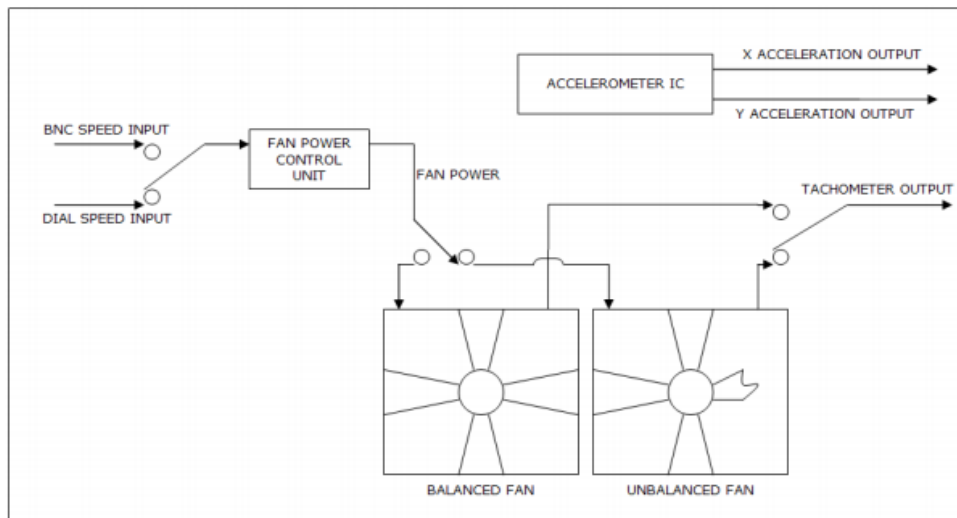 X ACCELERATION OUTPUT
ACCELEROMETER IC
Y ACCELERATION OUTPUT
BNC SPEED INPUT
FAN POWER
CONTROL
UNIT
FAN POWER
TACHOMETER OUTPUT
DIAL SPEED INPUT
BALANCED FAN
UNBALANCED FAN